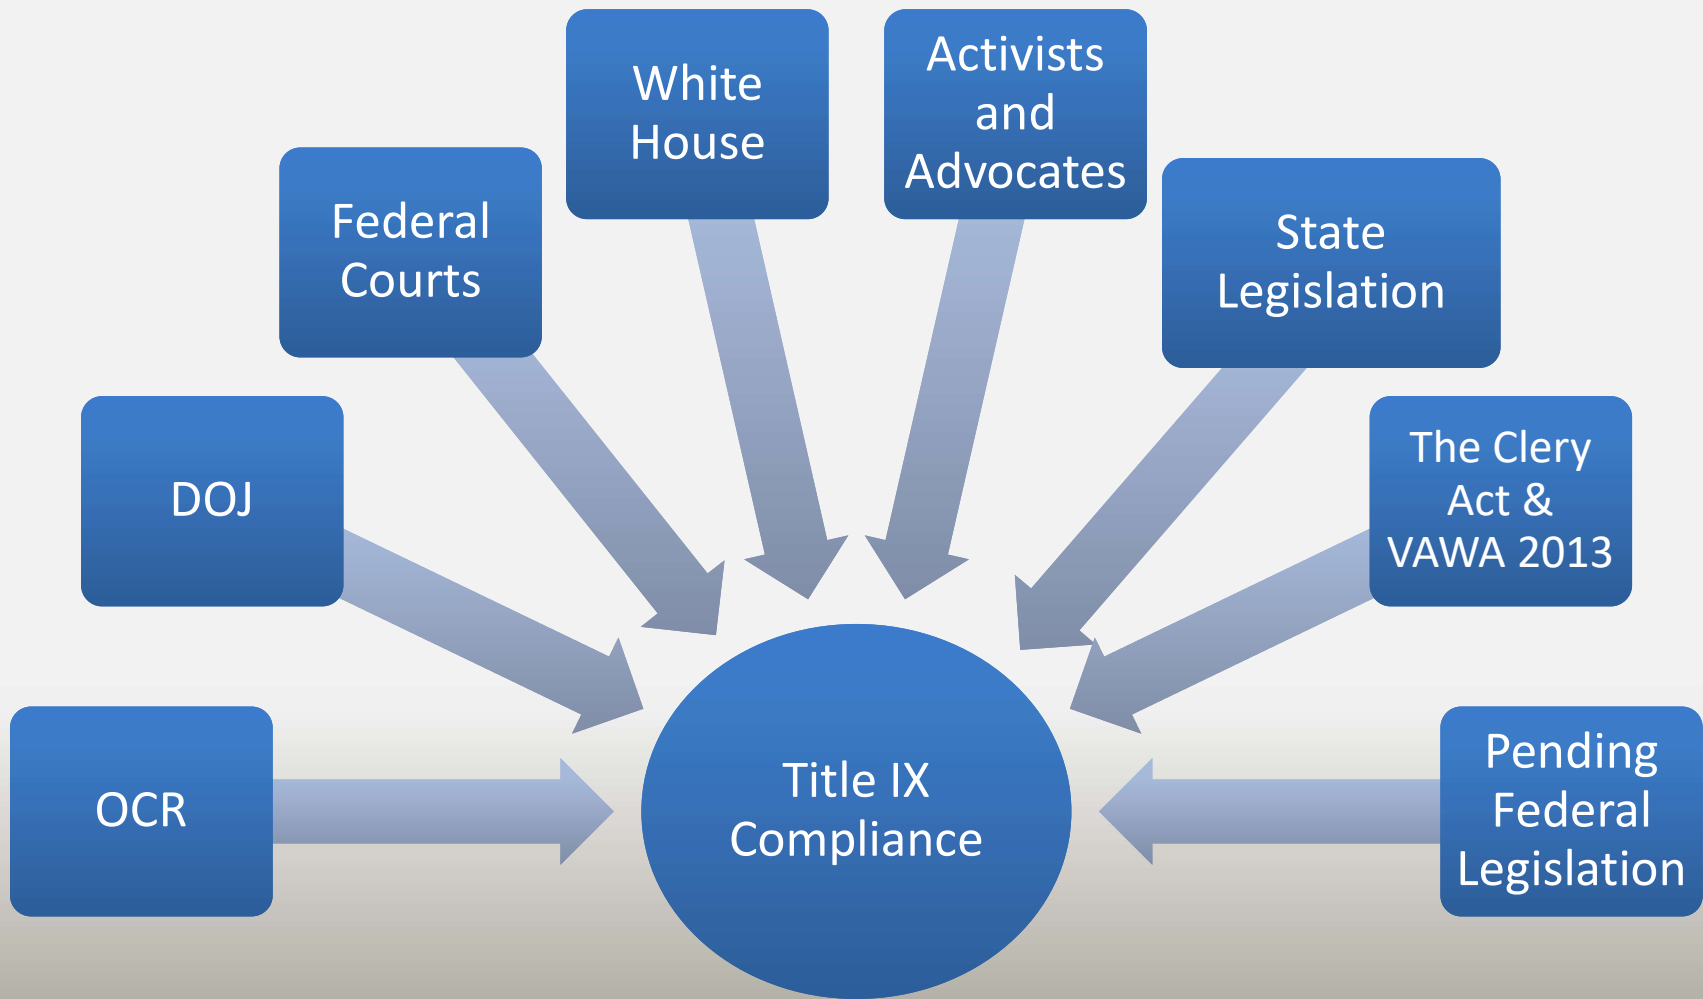 White
House
Activists
and
Advocates
Federal
Courts
State
Legislation
DOJ
The Clery
Act &
VAWA 2013
OCR
Title IX
Compliance
Pending
Federal
Legislation